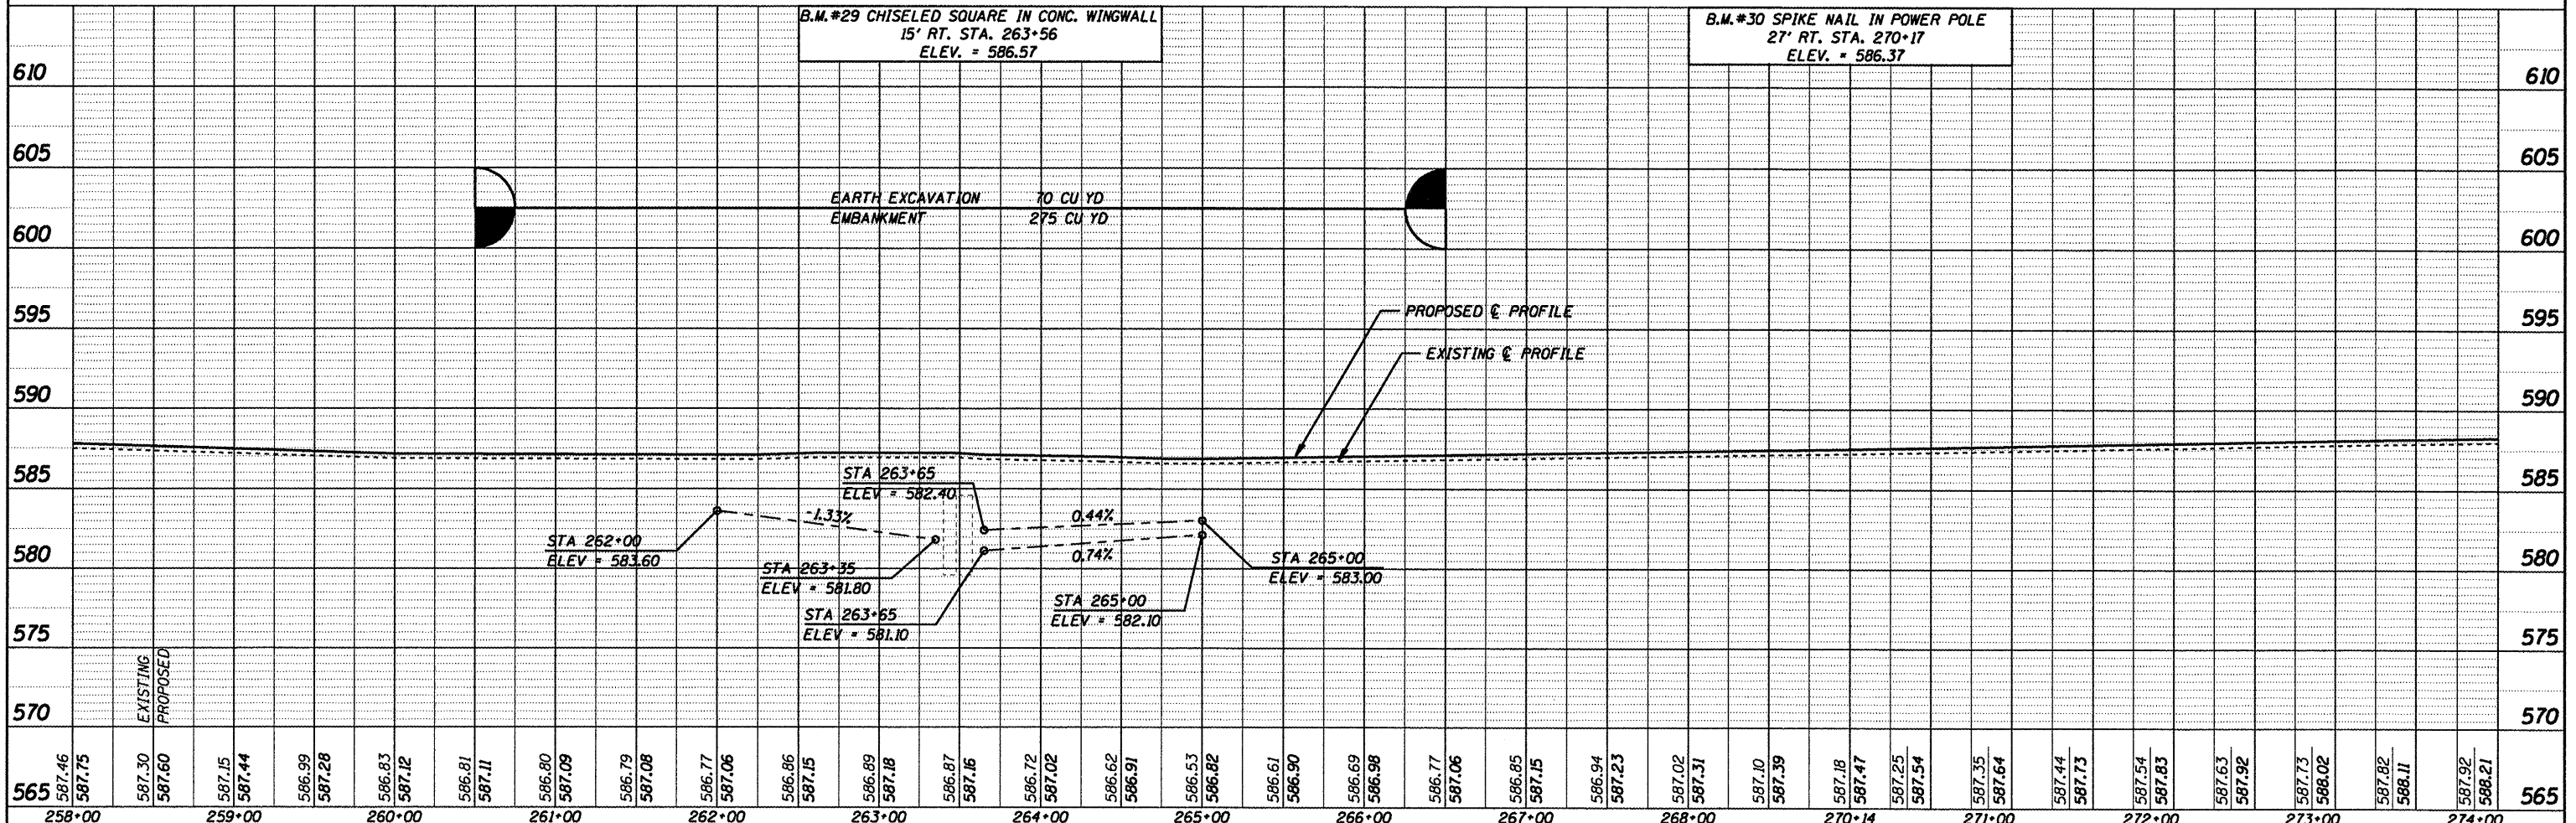 B.M.#29 CHISELED SQUARE IN CONC. WINGWALL
15' RT. STA. 263+56
ELEV. = 586.57
B.M.#30 SPIKE NAIL IN POWER POLE
27' RT. STA. 270+17
ELEV. = 586.37
610 610
605 605
EARTH EXCAVATION 70 CU YD
EMBANKMENT 275 CU YD
600 600
595 PROPOSED ℄ PROFILE 595
EXISTING ℄ PROFILE
590 590
585 585
STA 263+65
ELEV = 582.40
-1.33% 0.44%
STA 262+00
ELEV = 583.60
580 580
0.74%
STA 265+00
ELEV = 583.00
STA 263+35
ELEV = 581.80
STA 265+00
ELEV = 582.10
STA 263+65
ELEV = 581.10
575 575
EXISTING
PROPOSED
570 570
587.46 587.30 587.15 586.99 586.83 586.81 586.80 586.79 586.77 586.86 586.89 586.87 586.72 586.62 586.53 586.61 586.69 586.77 586.85 586.94 587.02 587.10 587.18 587.25 587.35 587.44 587.54 587.63 587.73 587.82 587.92
587.75 587.60 587.44 587.28 587.12 587.11 587.09 587.08 587.06 587.15 587.18 587.16 587.02 586.91 586.82 586.90 586.98 587.06 587.15 587.23 587.31 587.39 587.47 587.54 587.64 587.73 587.83 587.92 588.02 588.11 588.21
565 565
258+00 259+00 260+00 261+00 262+00 263+00 264+00 265+00 266+00 267+00 268+00 270+14 271+00 272+00 273+00 274+00